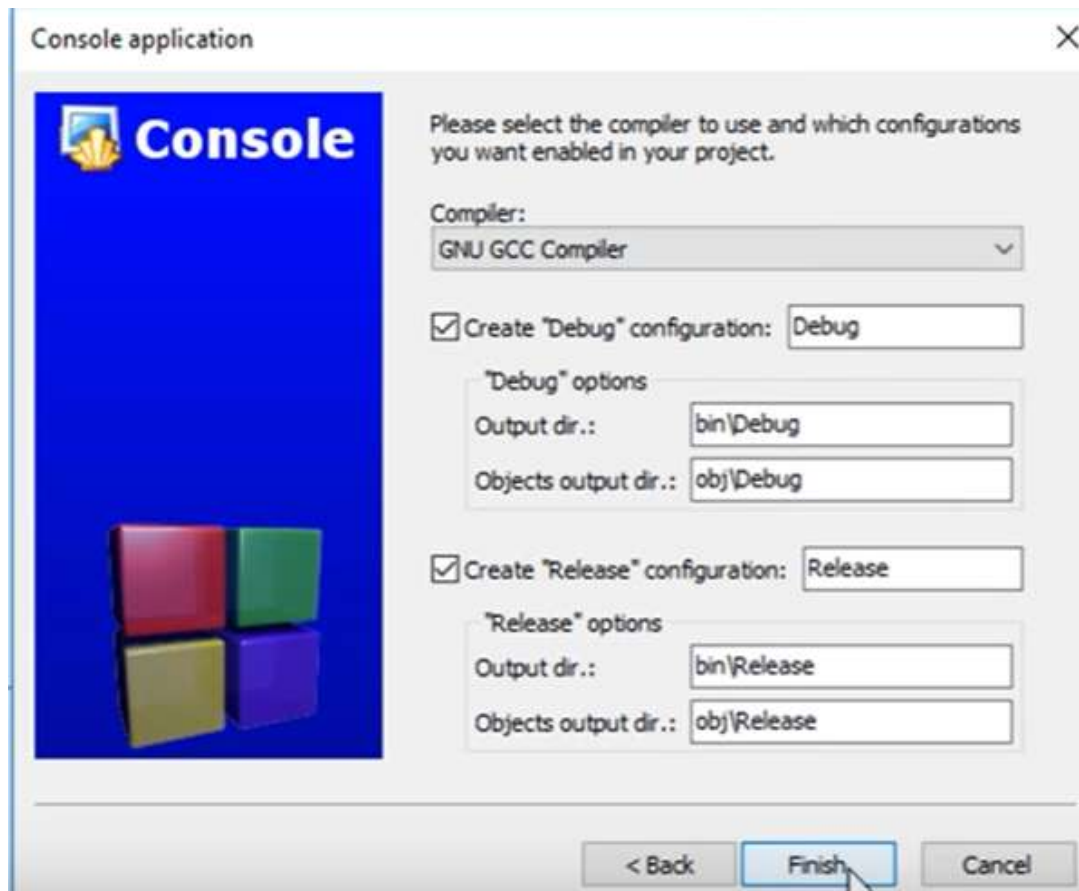 Console application
Console
Please select the compiler to use and which configurations
you want enabled in your project.
Compiler:
GNU GCC Compiler
Create "Debug" configuration: Debug
"Debug" options
Output dir.: bin\Debug
Objects output dir.: obj\Debug
Create "Release" configuration: Release
"Release" options
Output dir.: bin\Release
Objects output dir.: obj\Release
< Back Finish Cancel